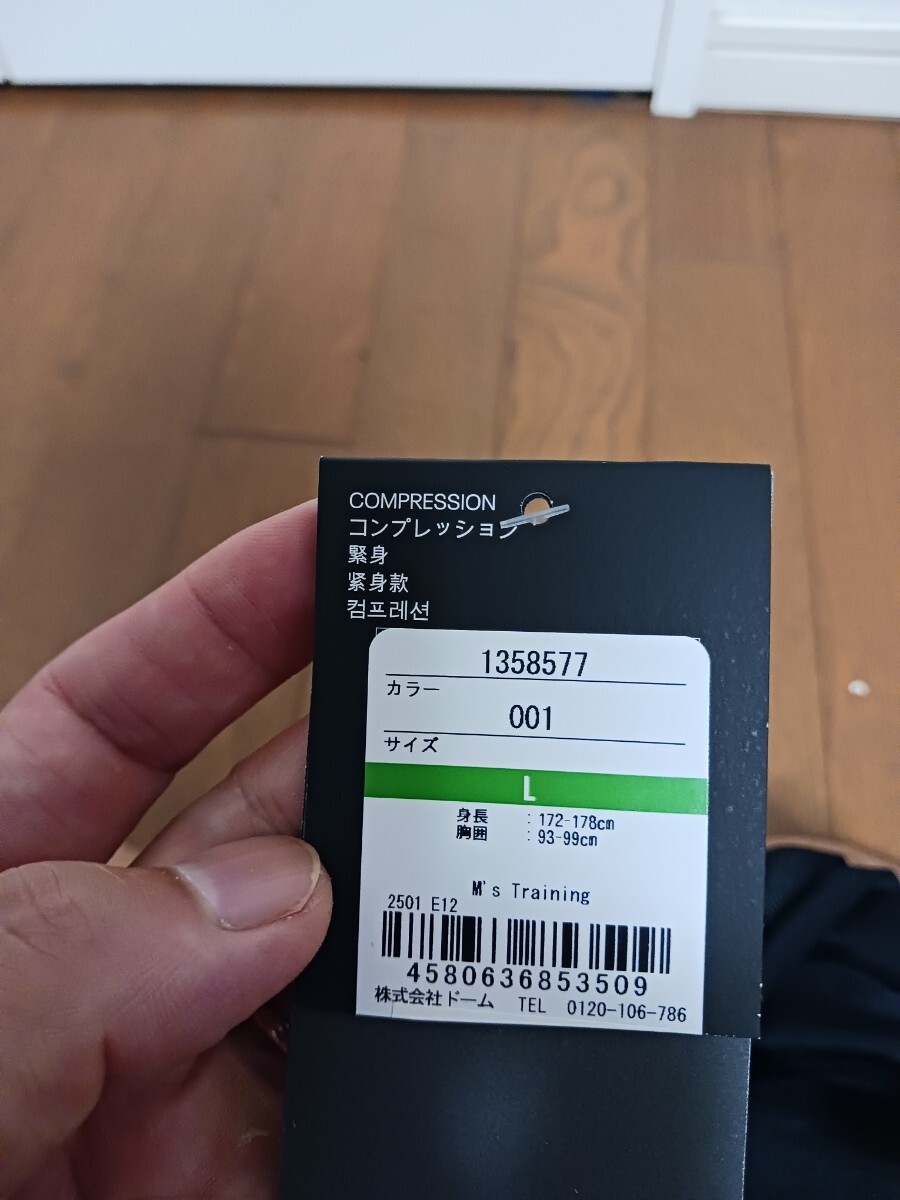 COMPRESSION
コンプレッション
緊身
紧身款
컴프레션
1358577
カラー
001
サイズ
L
身長 : 172-178cm
胸囲 : 93-99cm
M's Training
2501 E12
4580636853509
株式会社ドーム TEL 0120-106-786